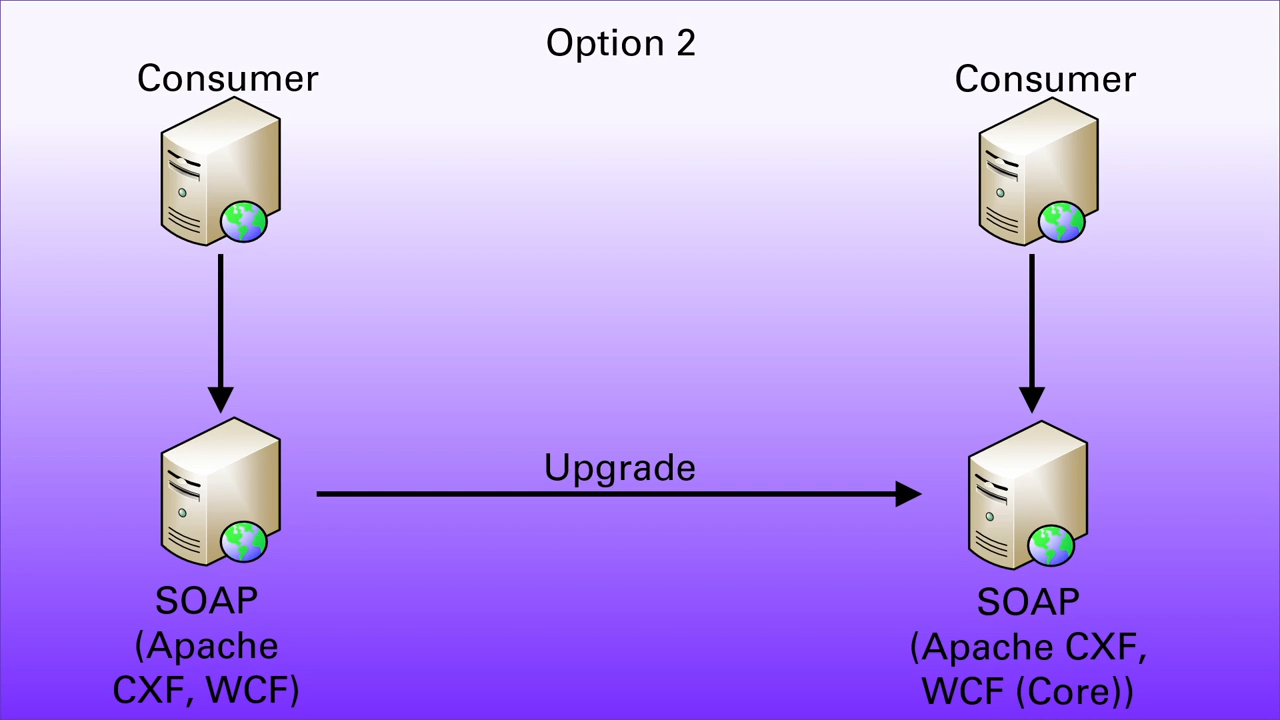 Option 2
Consumer
Consumer
Upgrade
SOAP
(Apache
CXF, WCF)
SOAP
(Apache CXF,
WCF (Core))